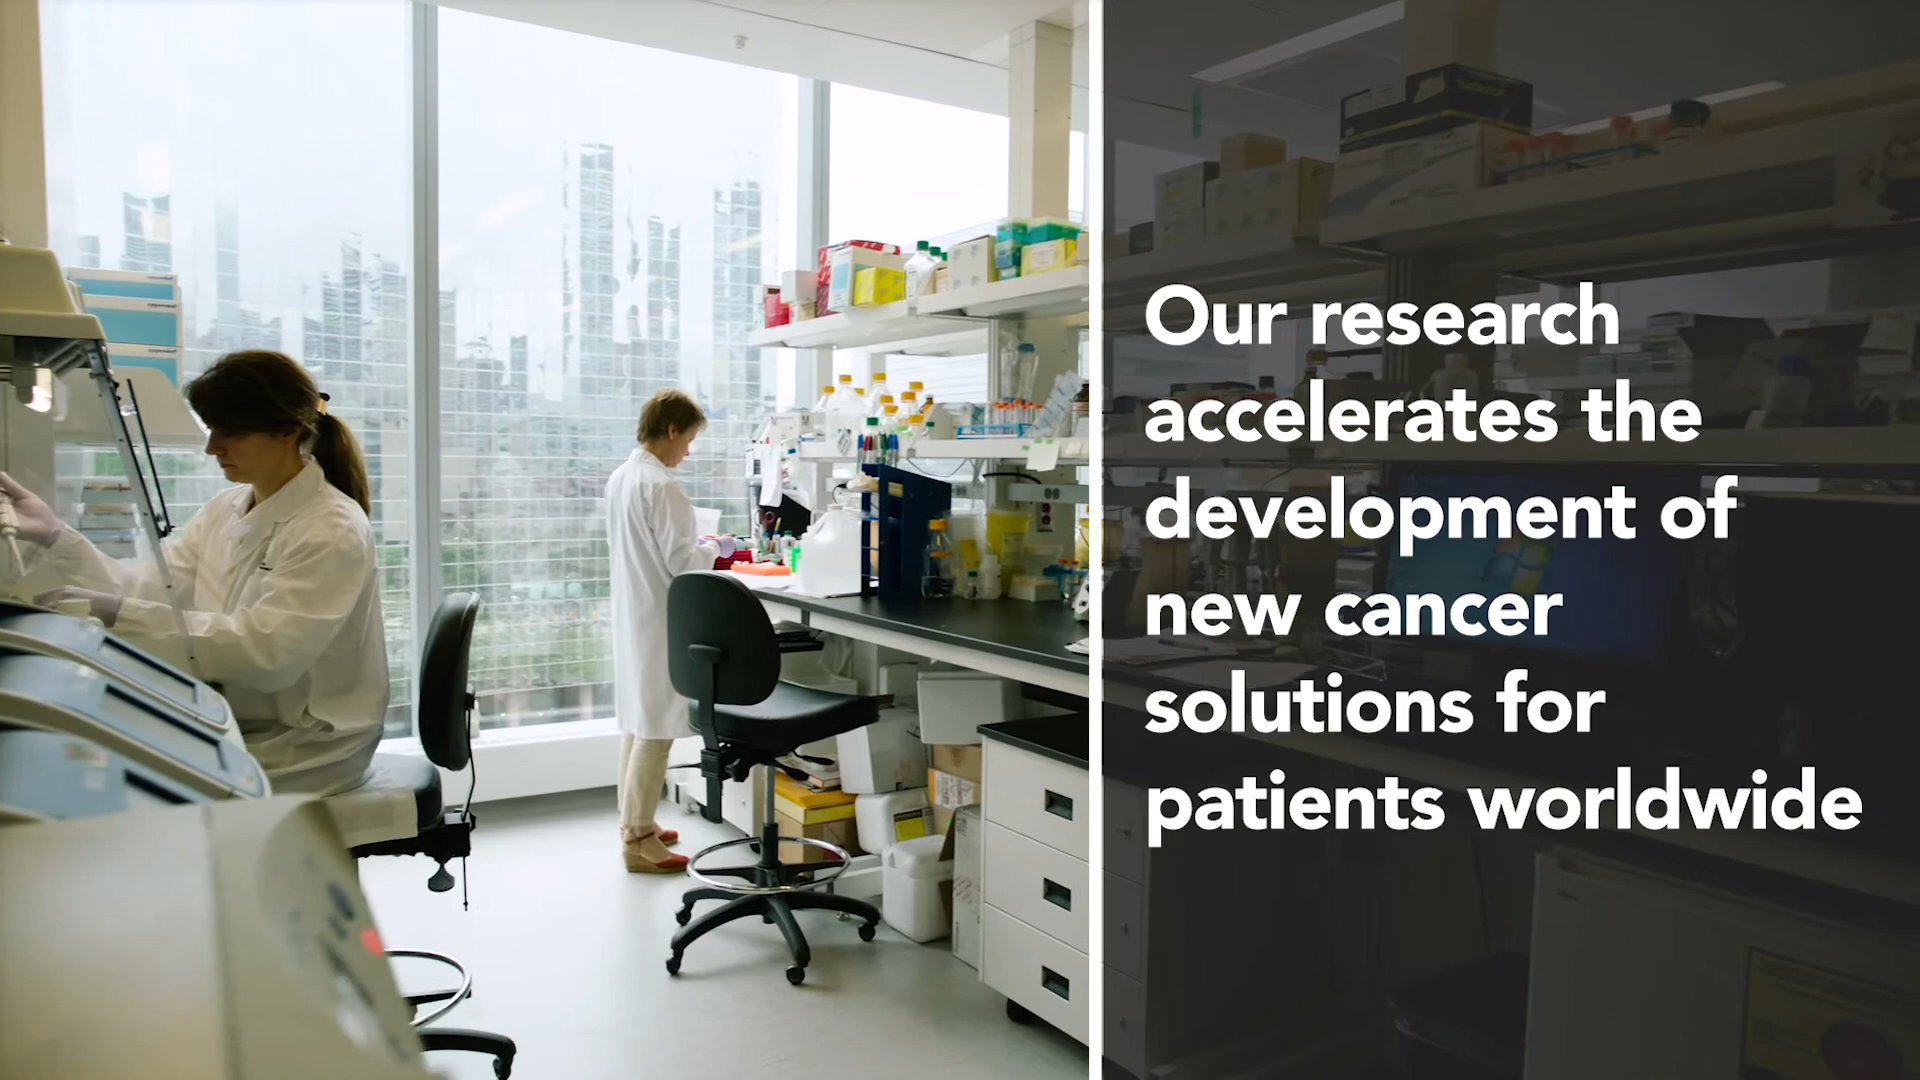 Our research
accelerates the
development of
new cancer
solutions for
patients worldwide